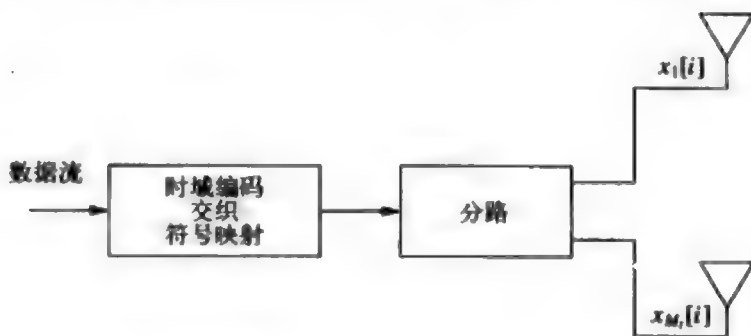 x₁[i]
数据流
时域编码
交织
符号映射
分路
x_{M_t}[i]